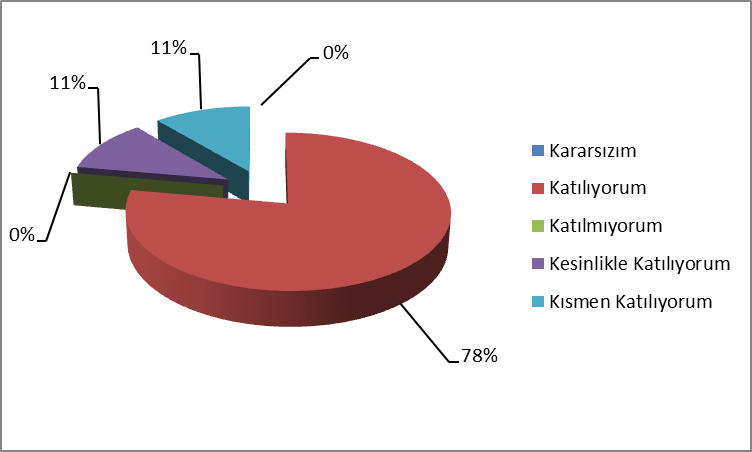 11%
0%
11%
0%
78%
Kararsızım
Katılıyorum
Katılmıyorum
Kesinlikle Katılıyorum
Kısmen Katılıyorum